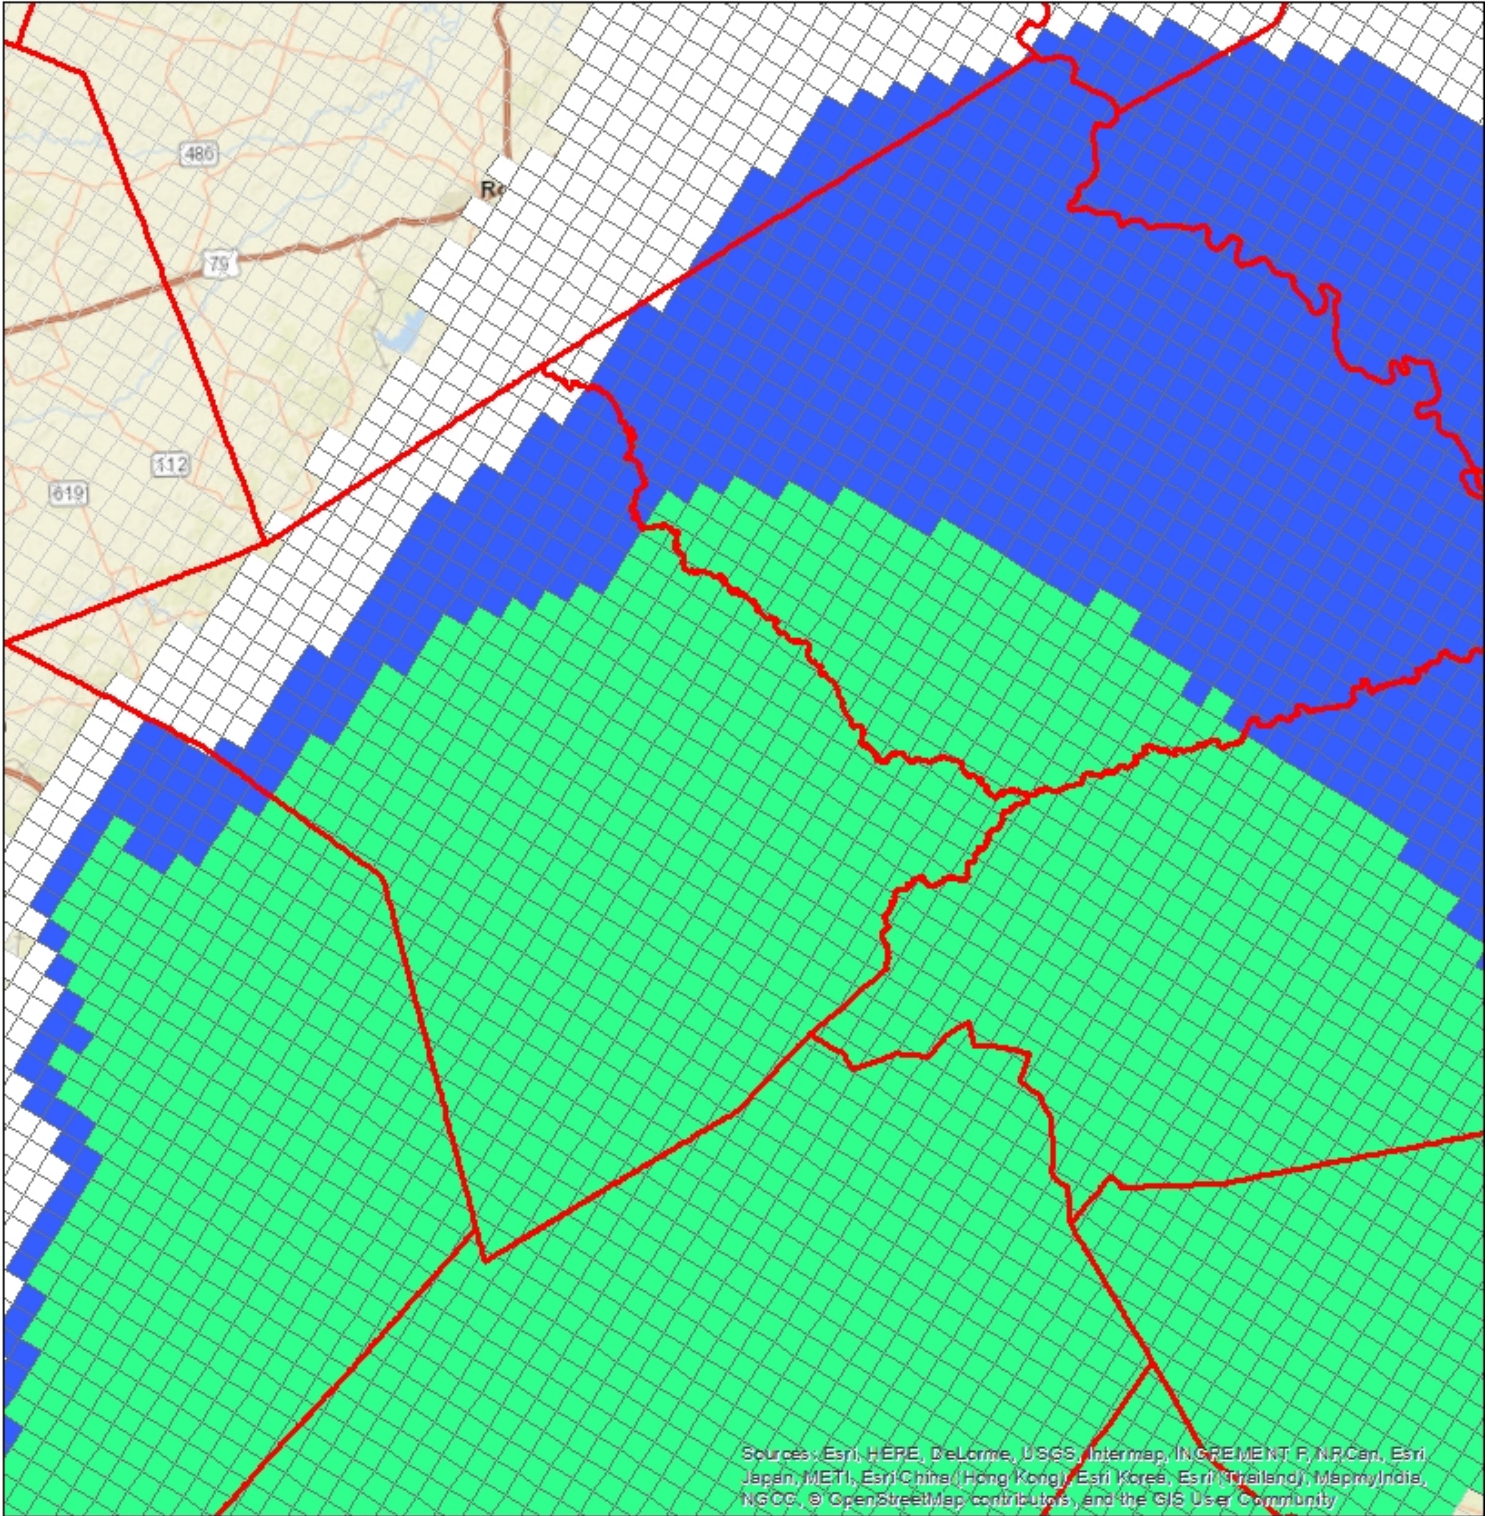 486
Ro
79
112
619
Sources: Esri, HERE, DeLorme, USGS, Intermap, INCREMENT P, NRCan, Esri
Japan, METI, Esri China (Hong Kong), Esri Korea, Esri (Thailand), MapmyIndia,
NGCC, © OpenStreetMap contributors, and the GIS User Community